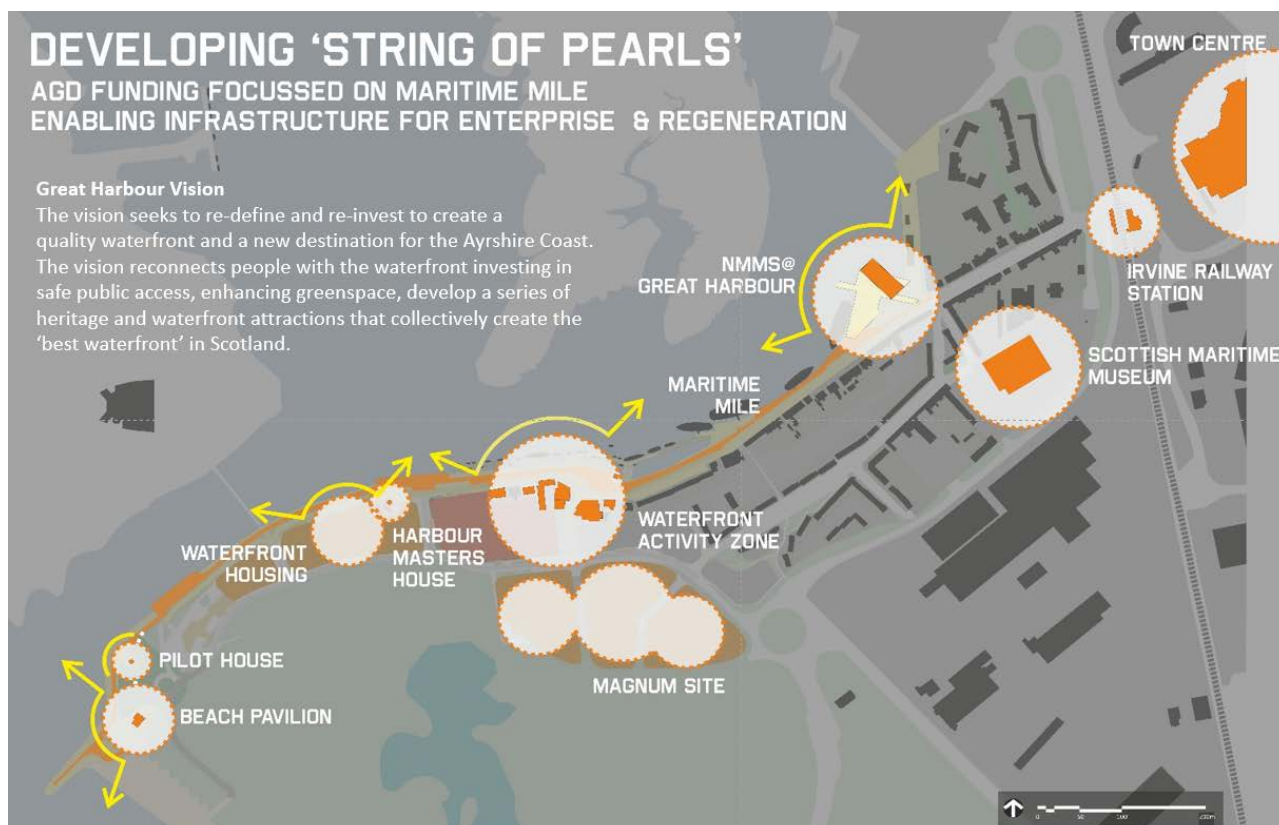 DEVELOPING ‘STRING OF PEARLS’
AGD FUNDING FOCUSSED ON MARITIME MILE
ENABLING INFRASTRUCTURE FOR ENTERPRISE & REGENERATION
Great Harbour Vision
The vision seeks to re-define and re-invest to create a
quality waterfront and a new destination for the Ayrshire Coast.
The vision reconnects people with the waterfront investing in
safe public access, enhancing greenspace, develop a series of
heritage and waterfront attractions that collectively create the
‘best waterfront’ in Scotland.
TOWN CENTRE
IRVINE RAILWAY
STATION
NMMS@
GREAT HARBOUR
SCOTTISH MARITIME
MUSEUM
MARITIME
MILE
WATERFRONT
ACTIVITY ZONE
HARBOUR
MASTERS
HOUSE
WATERFRONT
HOUSING
PILOT HOUSE
MAGNUM SITE
BEACH PAVILION
0 50 100 200m